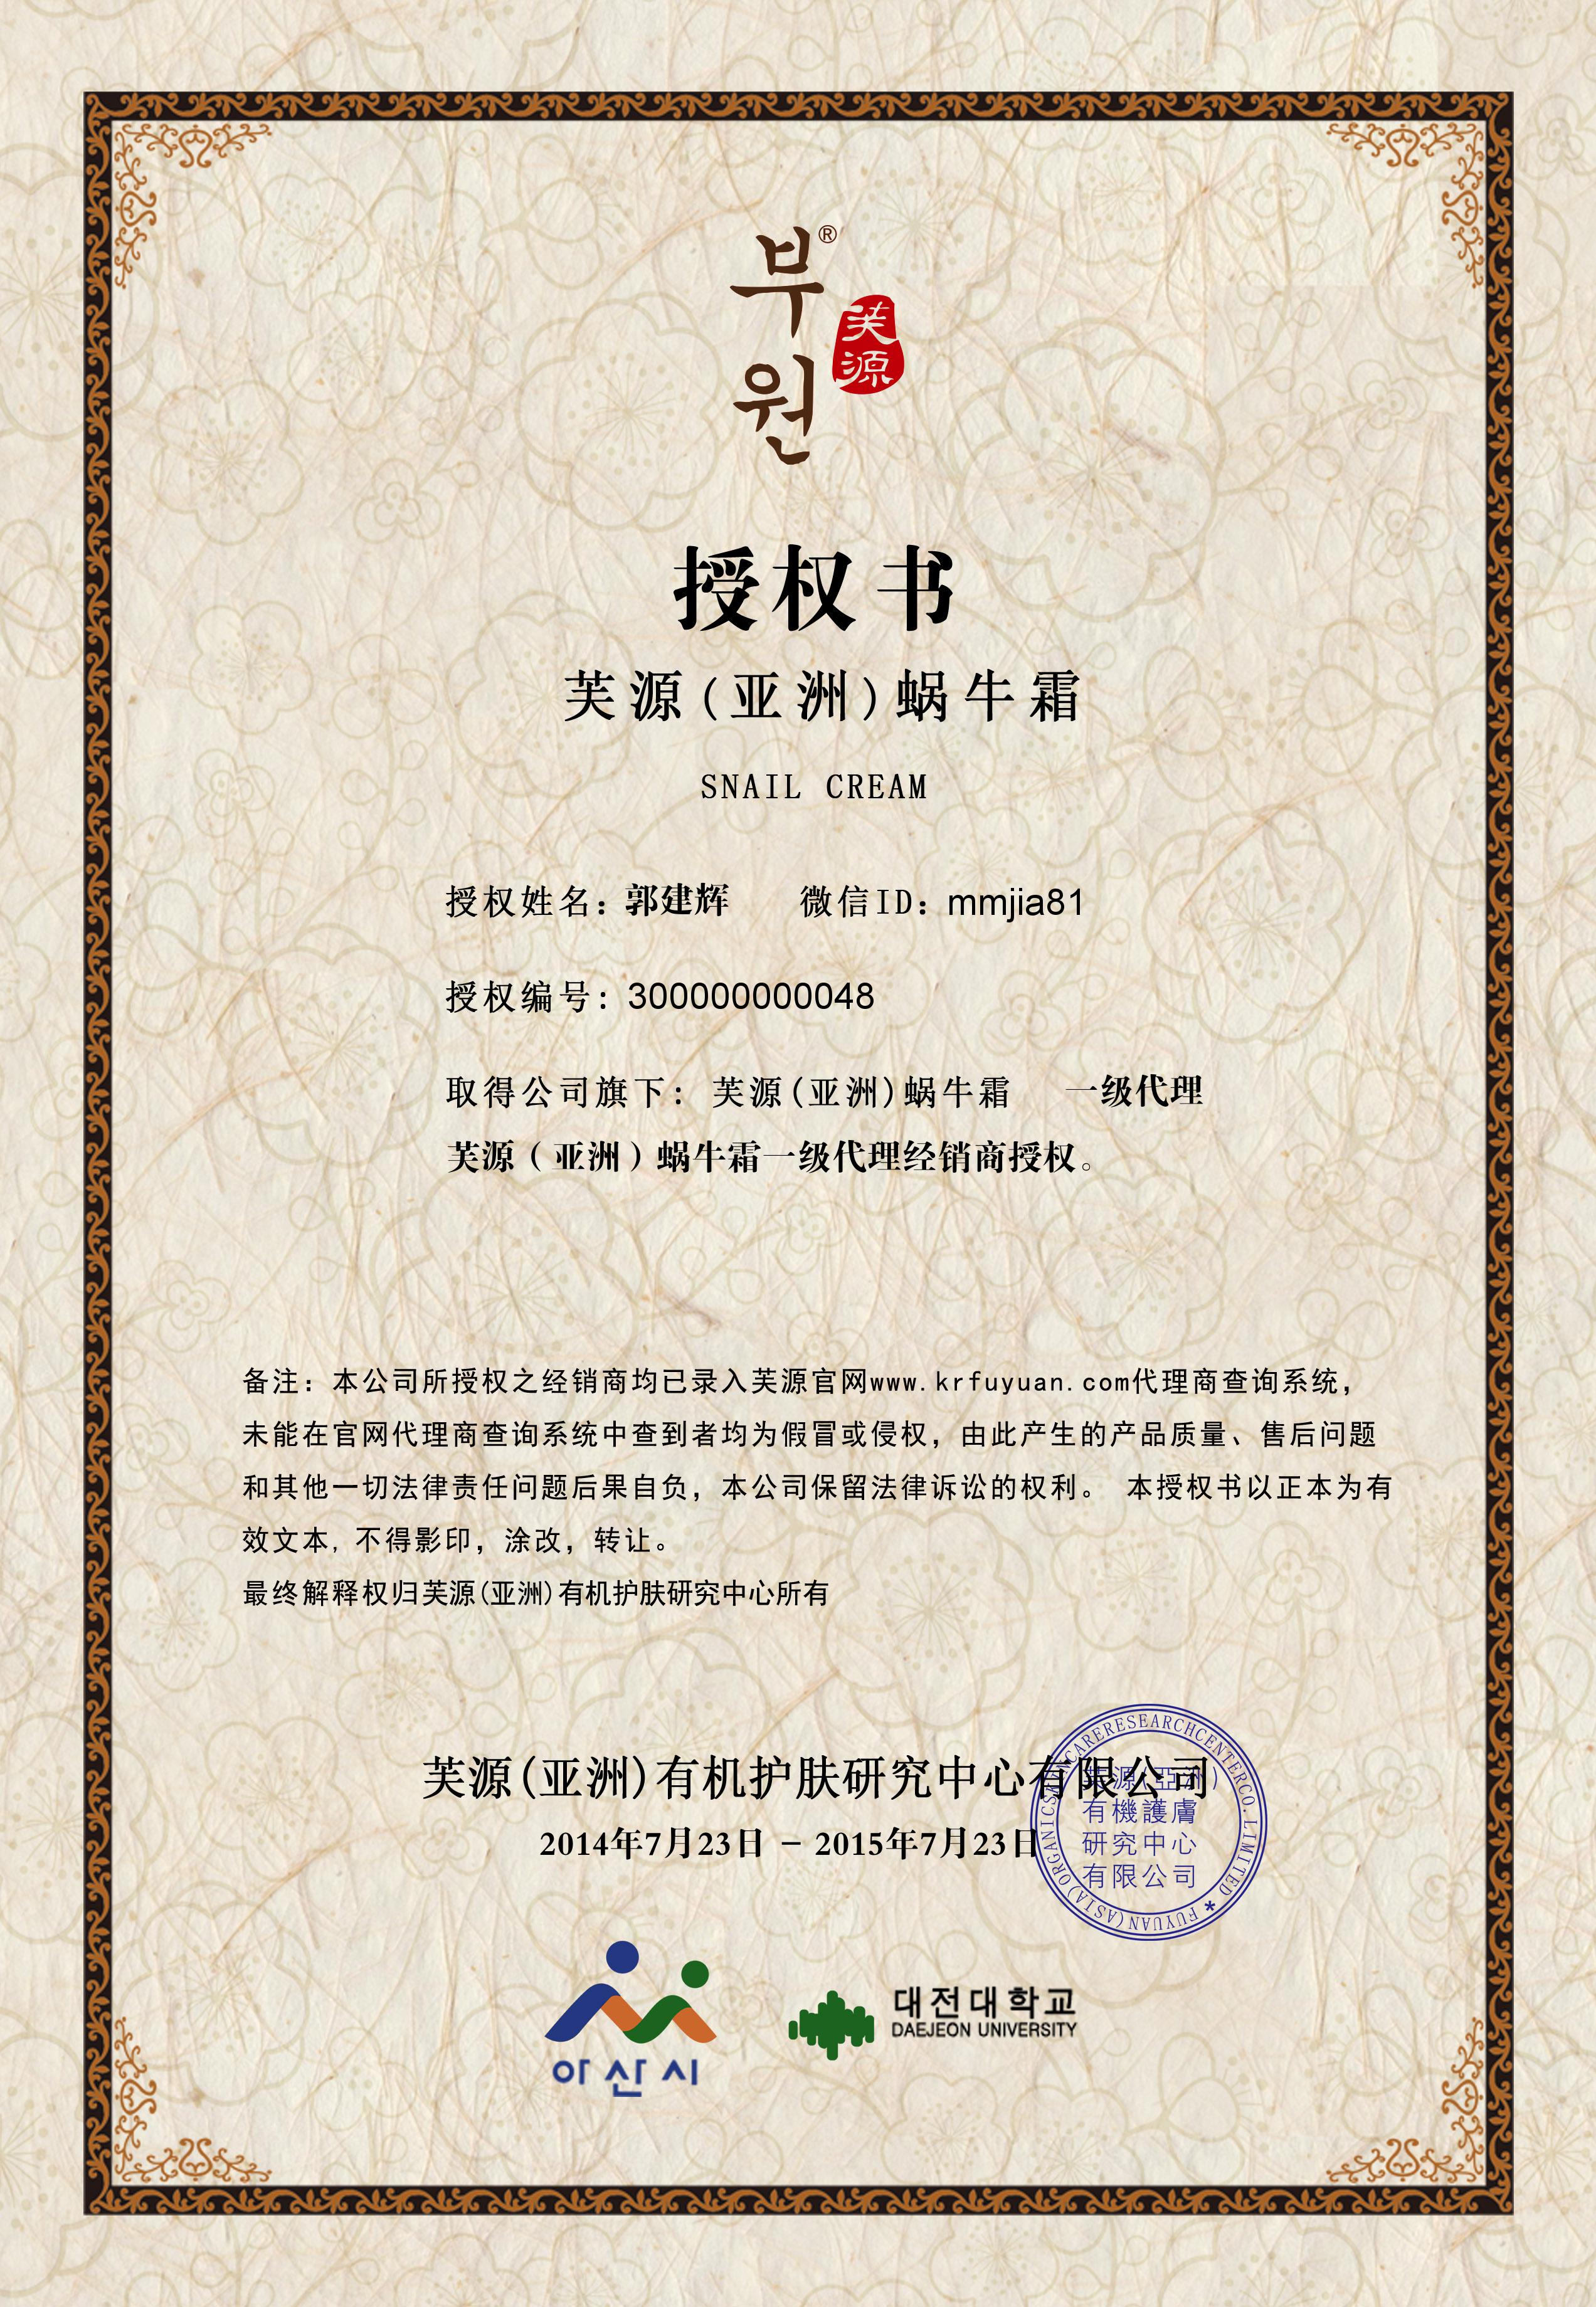 부원®
芙源
授权书
芙源(亚洲)蜗牛霜
SNAIL CREAM
授权姓名：郭建辉 微信ID：mmjia81
授权编号：300000000048
取得公司旗下：芙源(亚洲)蜗牛霜 一级代理
芙源（亚洲）蜗牛霜一级代理经销商授权。
备注：本公司所授权之经销商均已录入芙源官网www.krfuyuan.com代理商查询系统，
未能在官网代理商查询系统中查到者均为假冒或侵权，由此产生的产品质量、售后问题
和其他一切法律责任问题后果自负，本公司保留法律诉讼的权利。 本授权书以正本为有
效文本，不得影印，涂改，转让。
最终解释权归芙源(亚洲)有机护肤研究中心所有
芙源(亚洲)有机护肤研究中心有限公司
2014年7月23日 － 2015年7月23日
FUYUAN(ASIA)ORGANICSKINCARERESEARCHCENTERCO.LIMITED *
芙源(亞洲)
有機護膚
研究中心
有限公司
아산시
대전대학교
DAEJEON UNIVERSITY